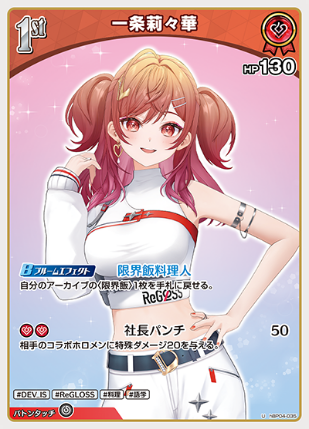 1st
一条莉々華
HP130
ブルームエフェクト 限界飯料理人
自分のアーカイブの〈限界飯〉1枚を手札に戻せる。
ReGLOSS
社長パンチ 50
相手のコラボホロメンに特殊ダメージ20を与える。
#DEV_IS #ReGLOSS #料理 #語学
バトンタッチ
U hBP04-036